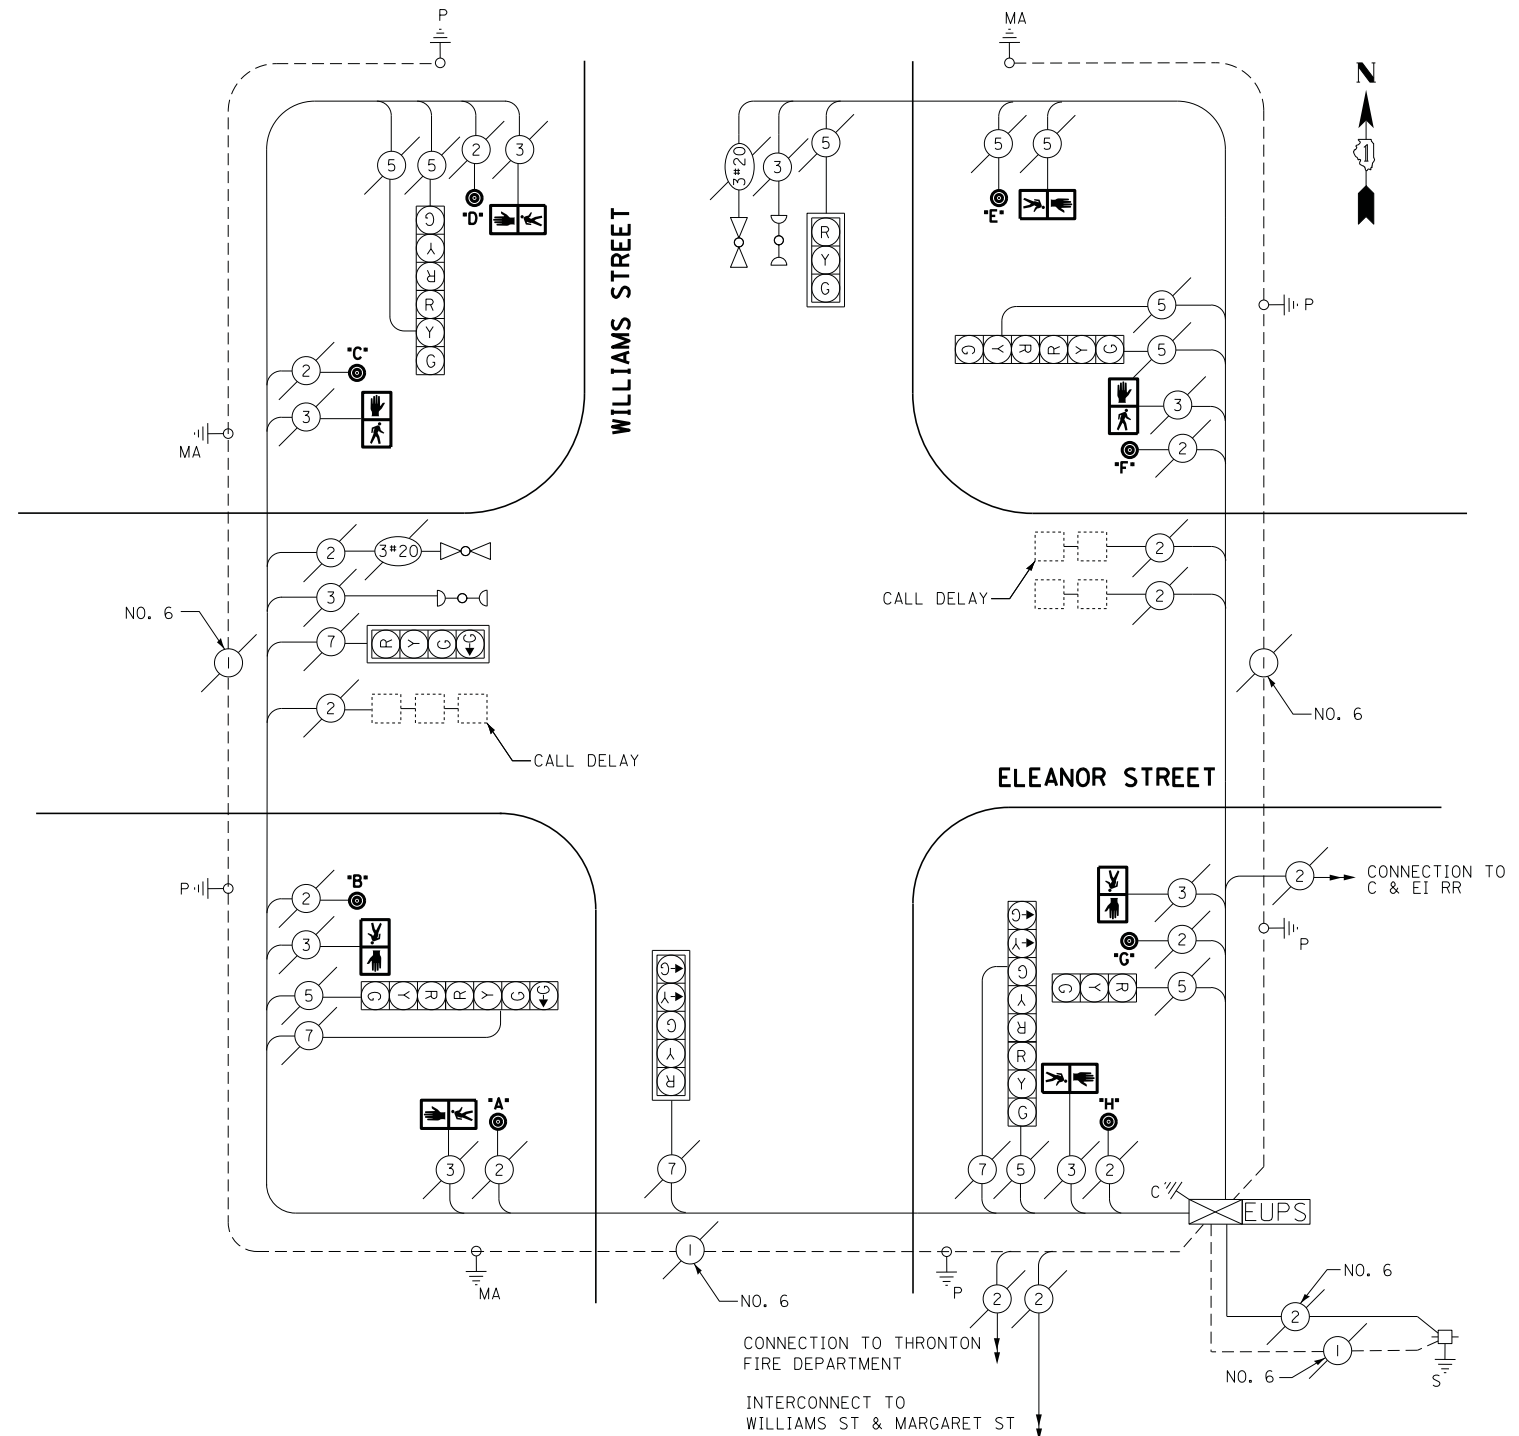 P
MA
N
1
5
5
2
3
3#20
3
5
5
5
"D"
"E"
G
Y
R
R
Y
G
R
Y
G
WILLIAMS STREET
P
5
G Y R R Y G
5
"C"
2
3
3
"F"
2
MA
2
3#20
3
7
R Y G G
2
CALL DELAY
2
CALL DELAY
2
NO. 6
1
1
NO. 6
ELEANOR STREET
2
CONNECTION TO
C & EI RR
P
"B"
2
3
5
G Y R R Y G G
7
G
Y
G
Y
R
G
Y
G
Y
R
R
Y
G
3
"G"
2
G Y R
5
P
"A"
"H"
3
2
7
7
5
3
2
C
EUPS
MA
1
NO. 6
P
2
2
NO. 6
2
1
NO. 6
S
CONNECTION TO THRONTON
FIRE DEPARTMENT
INTERCONNECT TO
WILLIAMS ST & MARGARET ST
P